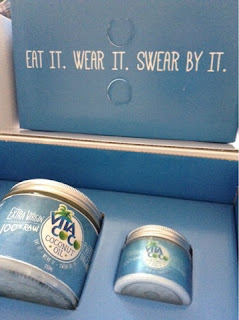 EAT IT. WEAR IT. SWEAR BY IT.
EXTRA VIRGIN
100% RAW
VITA
COCO
COCONUT
OIL
VITA
COCO